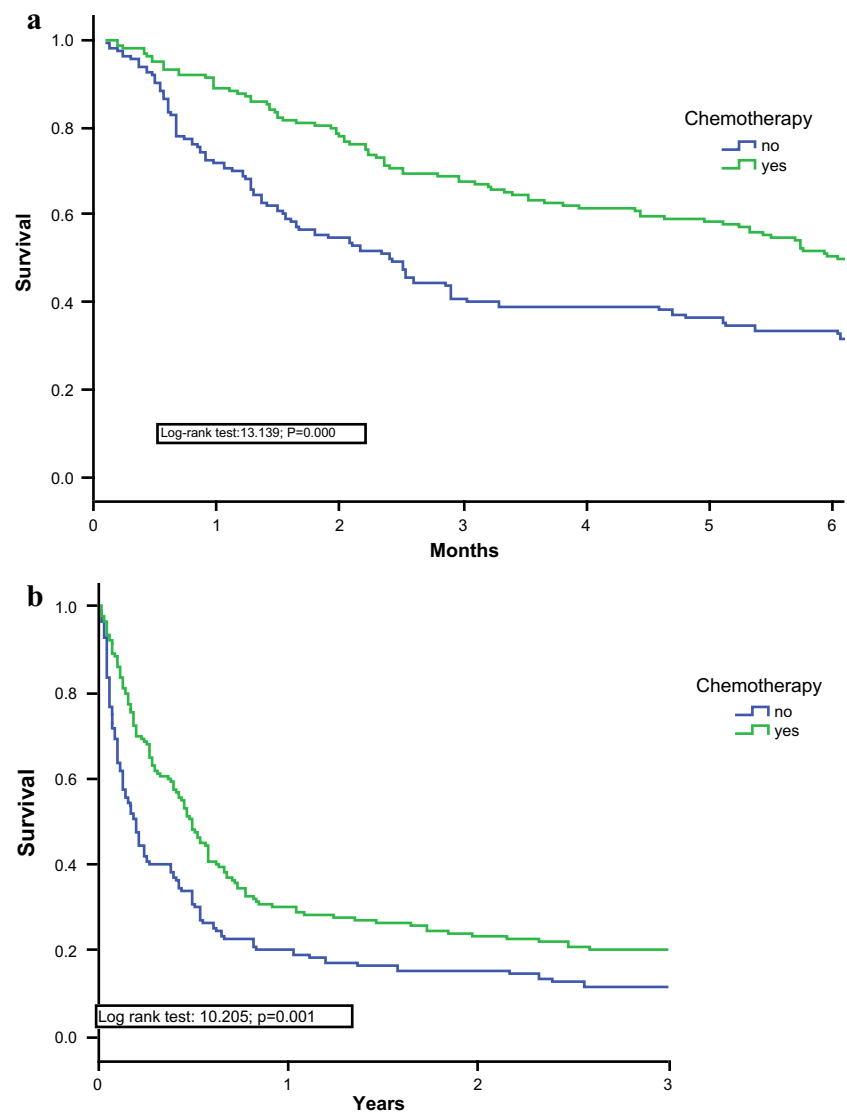 a
1.0
0.8
0.6
0.4
0.2
0.0
Survival
Chemotherapy
no
yes
Log-rank test:13.139; P=0.000
0 1 2 3 4 5 6
Months
b
1.0
0.8
0.6
0.4
0.2
0.0
Survival
Chemotherapy
no
yes
Log rank test: 10.205; p=0.001
0 1 2 3
Years